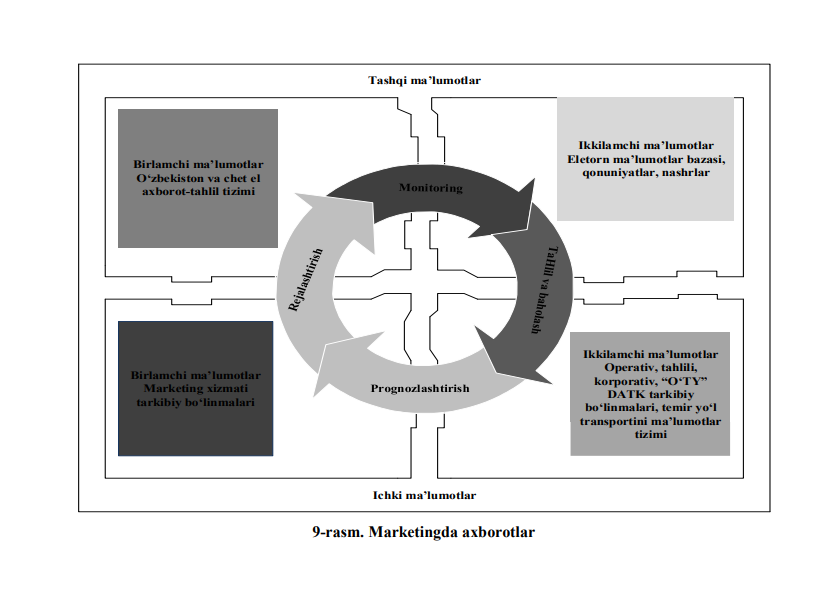 Tashqi ma’lumotlar
Birlamchi ma’lumotlar
O‘zbekiston va chet el
axborot-tahlil tizimi
Ikkilamchi ma’lumotlar
Eletorn ma’lumotlar bazasi,
qonuniyatlar, nashrlar
Monitoring
Rejalashtirish
TaHlil va baholash
Prognozlashtirish
Birlamchi ma’lumotlar
Marketing xizmati
tarkibiy bo‘linmalari
Ikkilamchi ma’lumotlar
Operativ, tahlili,
korporativ, “O‘TY”
DATK tarkibiy
bo‘linmalari, temir yo‘l
transportini ma’lumotlar
tizimi
Ichki ma’lumotlar
9-rasm. Marketingda axborotlar